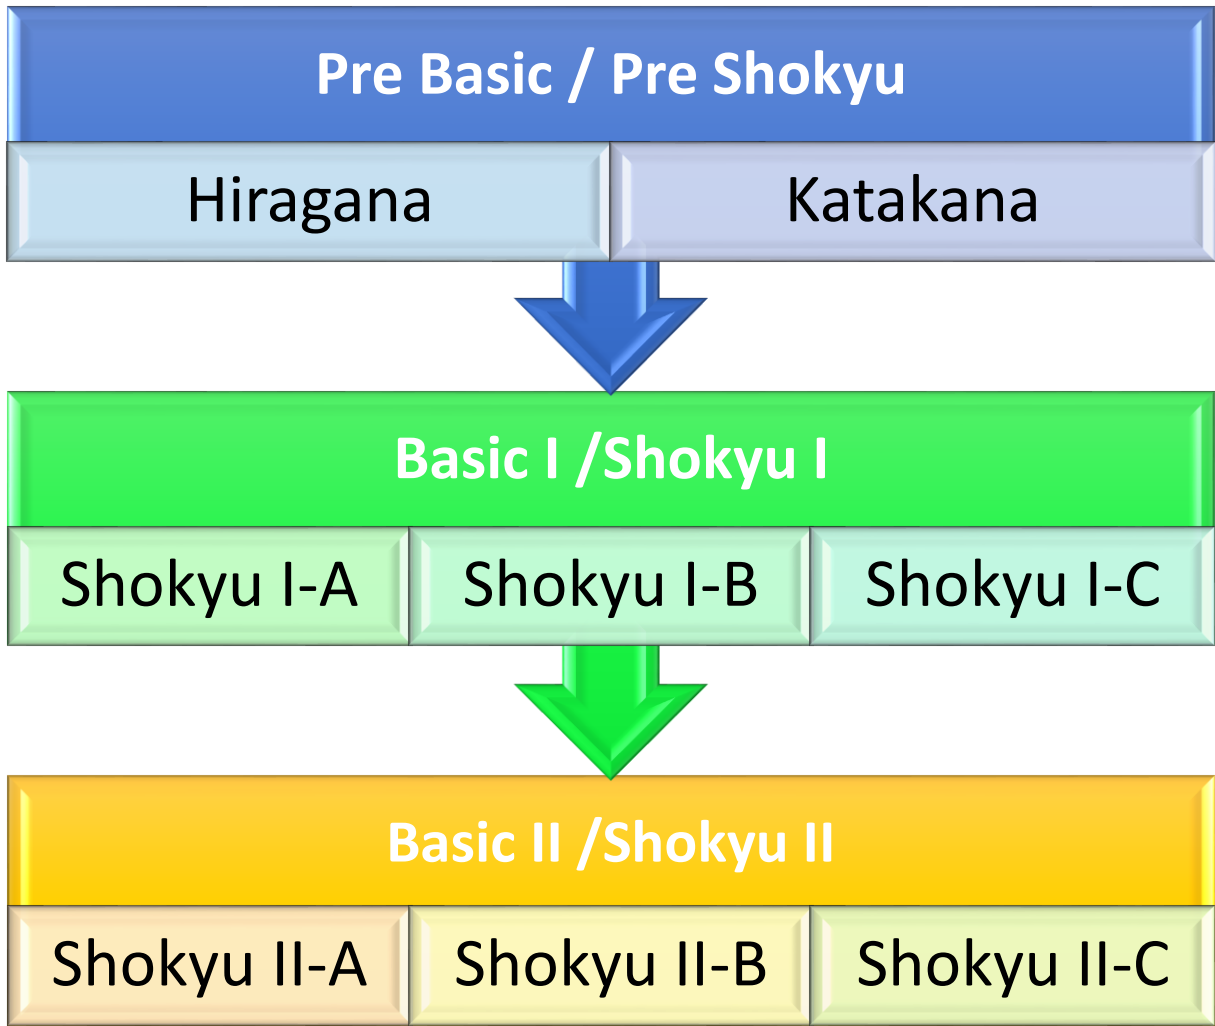 Pre Basic / Pre Shokyu
Hiragana
Katakana
Basic I /Shokyu I
Shokyu I-A
Shokyu I-B
Shokyu I-C
Basic II /Shokyu II
Shokyu II-A
Shokyu II-B
Shokyu II-C